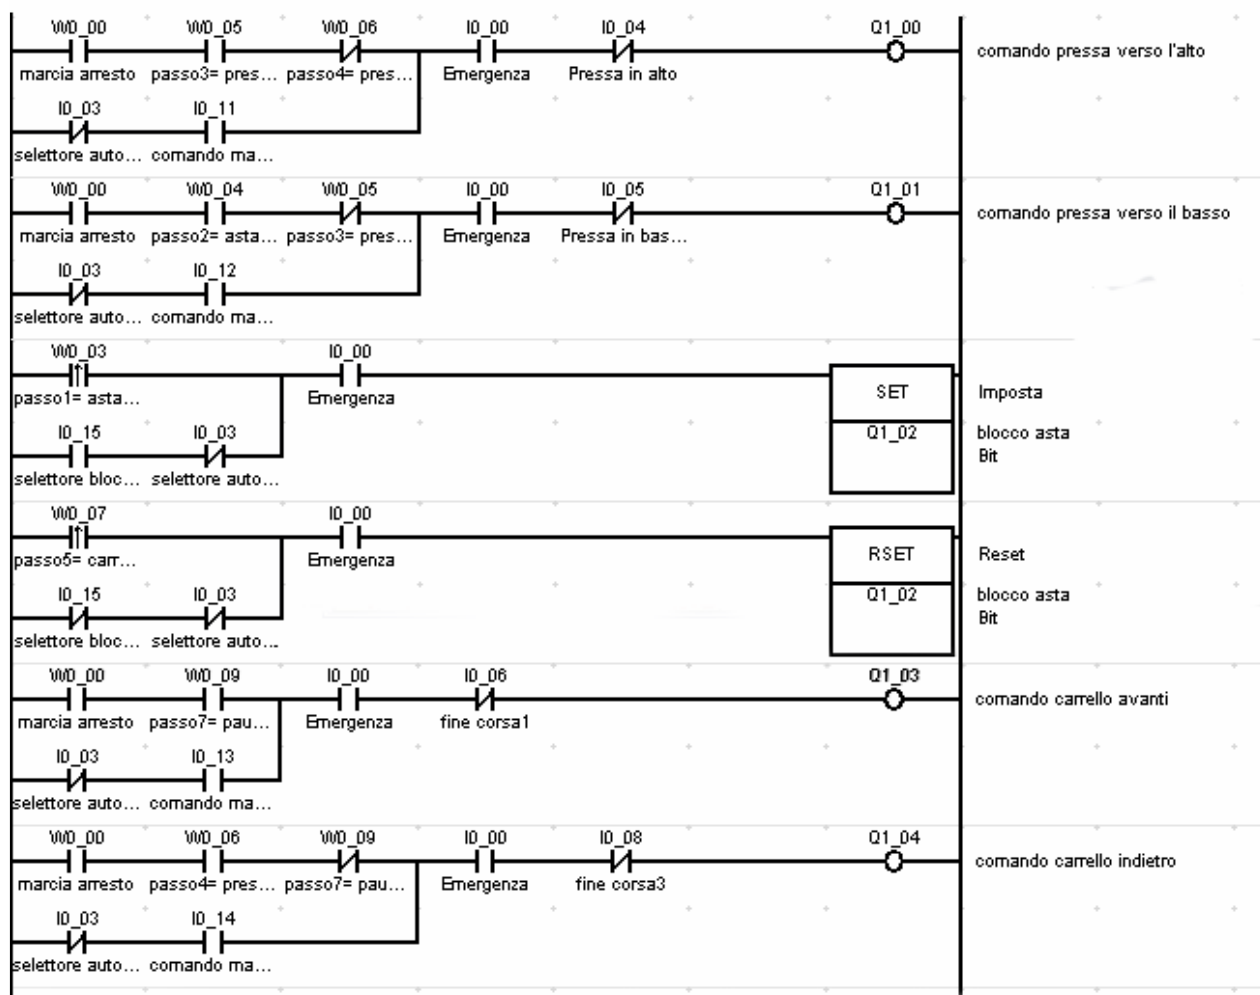 W0_00 W0_05 W0_06 I0_00 I0_04 Q1_00
marcia arresto passo3= pres... passo4= pres... Emergenza Pressa in alto comando pressa verso l'alto
I0_03 I0_11
selettore auto... comando ma...
W0_00 W0_04 W0_05 I0_00 I0_05 Q1_01
marcia arresto passo2= asta... passo3= pres... Emergenza Pressa in bas... comando pressa verso il basso
I0_03 I0_12
selettore auto... comando ma...
W0_03 I0_00
passo1= asta... Emergenza SET Imposta
I0_15 I0_03 Q1_02 blocco asta
Bit
selettore bloc... selettore auto...
W0_07 I0_00
passo5= carr... Emergenza RSET Reset
I0_15 I0_03 Q1_02 blocco asta
Bit
selettore bloc... selettore auto...
W0_00 W0_09 I0_00 I0_06 Q1_03
marcia arresto passo7= pau... Emergenza fine corsa1 comando carrello avanti
I0_03 I0_13
selettore auto... comando ma...
W0_00 W0_06 W0_09 I0_00 I0_08 Q1_04
marcia arresto passo4= pres... passo7= pau... Emergenza fine corsa3 comando carrello indietro
I0_03 I0_14
selettore auto... comando ma...